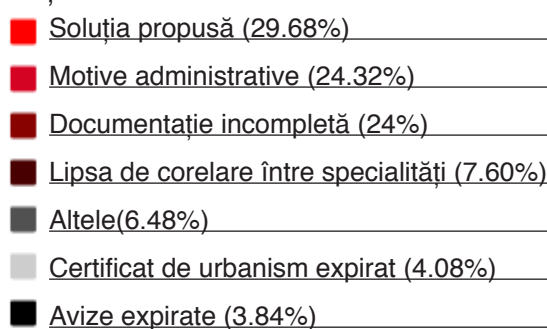 Soluția propusă (29.68%)
Motive administrative (24.32%)
Documentație incompletă (24%)
Lipsa de corelare între specialități (7.60%)
Altele(6.48%)
Certificat de urbanism expirat (4.08%)
Avize expirate (3.84%)